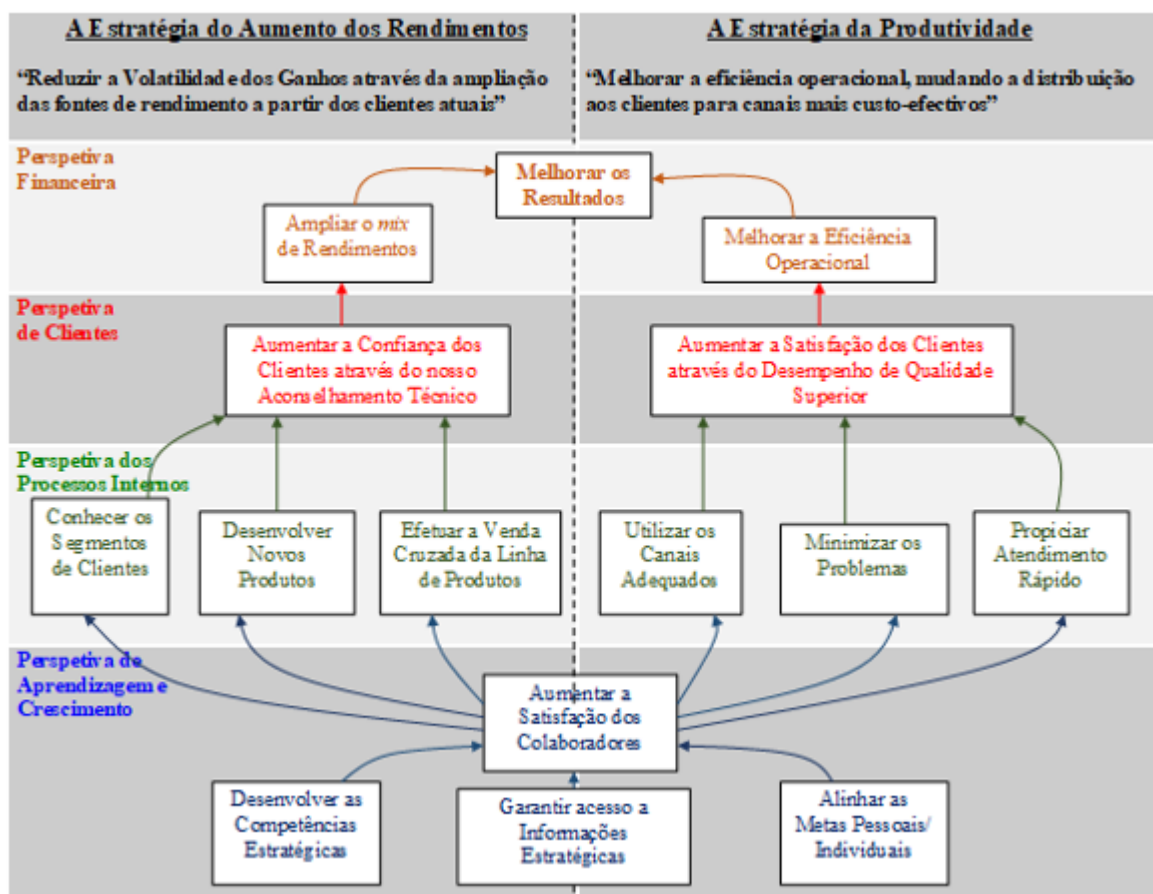 A Estratégia do Aumento dos Rendimentos
“Reduzir a Volatilidade dos Ganhos através da ampliação
das fontes de rendimento a partir dos clientes atuais”
A Estratégia da Produtividade
“Melhorar a eficiência operacional, mudando a distribuição
aos clientes para canais mais custo-efectivos”
Perspetiva
Financeira
Melhorar os
Resultados
Ampliar o mix
de Rendimentos
Melhorar a Eficiência
Operacional
Perspetiva
de Clientes
Aumentar a Confiança dos
Clientes através do nosso
Aconselhamento Técnico
Aumentar a Satisfação dos Clientes
através do Desempenho de Qualidade
Superior
Perspetiva dos
Processos Internos
Conhecer os
Segmentos
de Clientes
Desenvolver
Novos
Produtos
Efetuar a Venda
Cruzada da Linha
de Produtos
Utilizar os
Canais
Adequados
Minimizar os
Problemas
Propiciar
Atendimento
Rápido
Perspetiva de
Aprendizagem e
Crescimento
Aumentar a
Satisfação dos
Colaboradores
Desenvolver as
Competências
Estratégicas
Garantir acesso a
Informações
Estratégicas
Alinhar as
Metas Pessoais/
Individuais